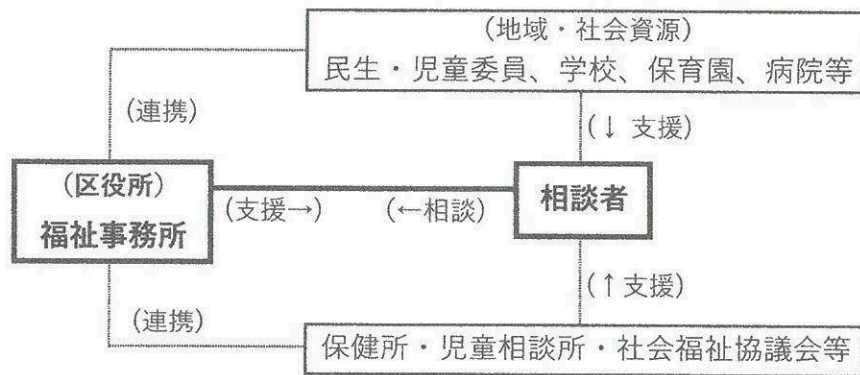 (地域・社会資源)
民生・児童委員、学校、保育園、病院等
(連携)
(↓ 支援)
(区役所)
福祉事務所
(支援→)
(←相談)
相談者
(↑支援)
(連携)
保健所・児童相談所・社会福祉協議会等